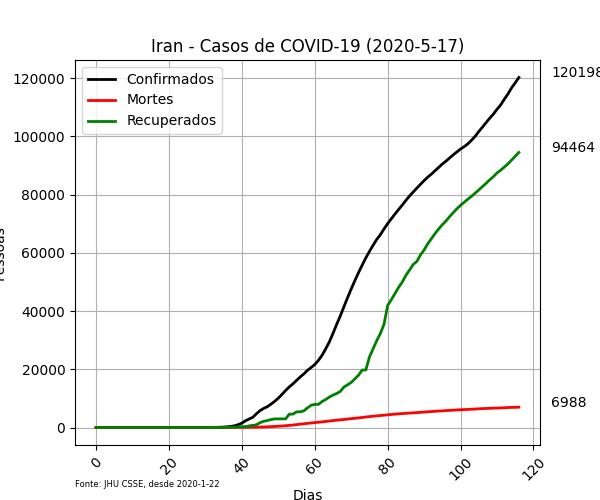 Iran - Casos de COVID-19 (2020-5-17)
Confirmados
Mortes
Recuperados
120198
94464
6988
120000
100000
80000
60000
40000
20000
0
0
20
40
60
80
100
120
Dias
Fonte: JHU CSSE, desde 2020-1-22